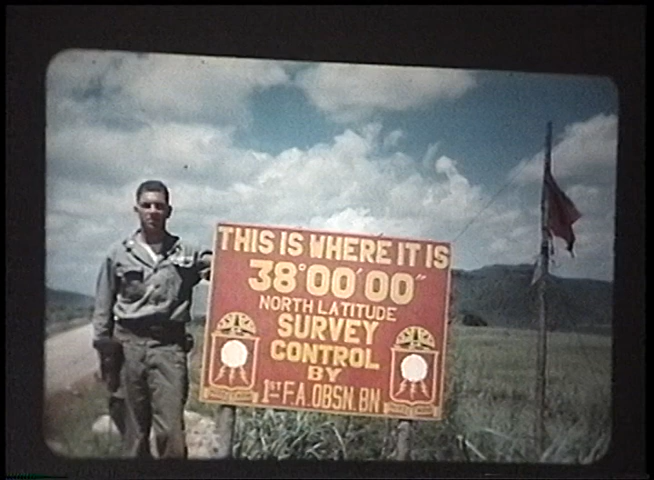 THIS IS WHERE IT IS
38°00'00"
NORTH LATITUDE
SURVEY
CONTROL
BY
1ST F.A. OBSN. BN